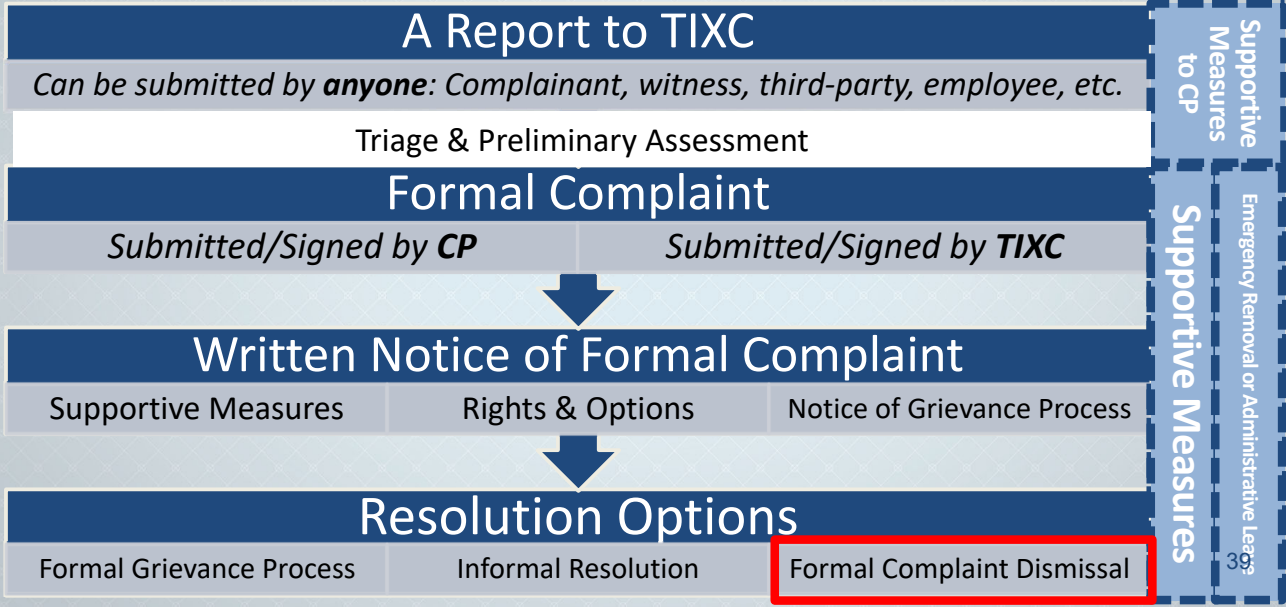 A Report to TIXC
Can be submitted by anyone: Complainant, witness, third-party, employee, etc.
Triage & Preliminary Assessment
Formal Complaint
Submitted/Signed by CP
Submitted/Signed by TIXC
Written Notice of Formal Complaint
Supportive Measures
Rights & Options
Notice of Grievance Process
Resolution Options
Formal Grievance Process
Informal Resolution
Formal Complaint Dismissal
Supportive
Measures
to CP
Supportive Measures
Emergency Removal or Administrative Leave
39